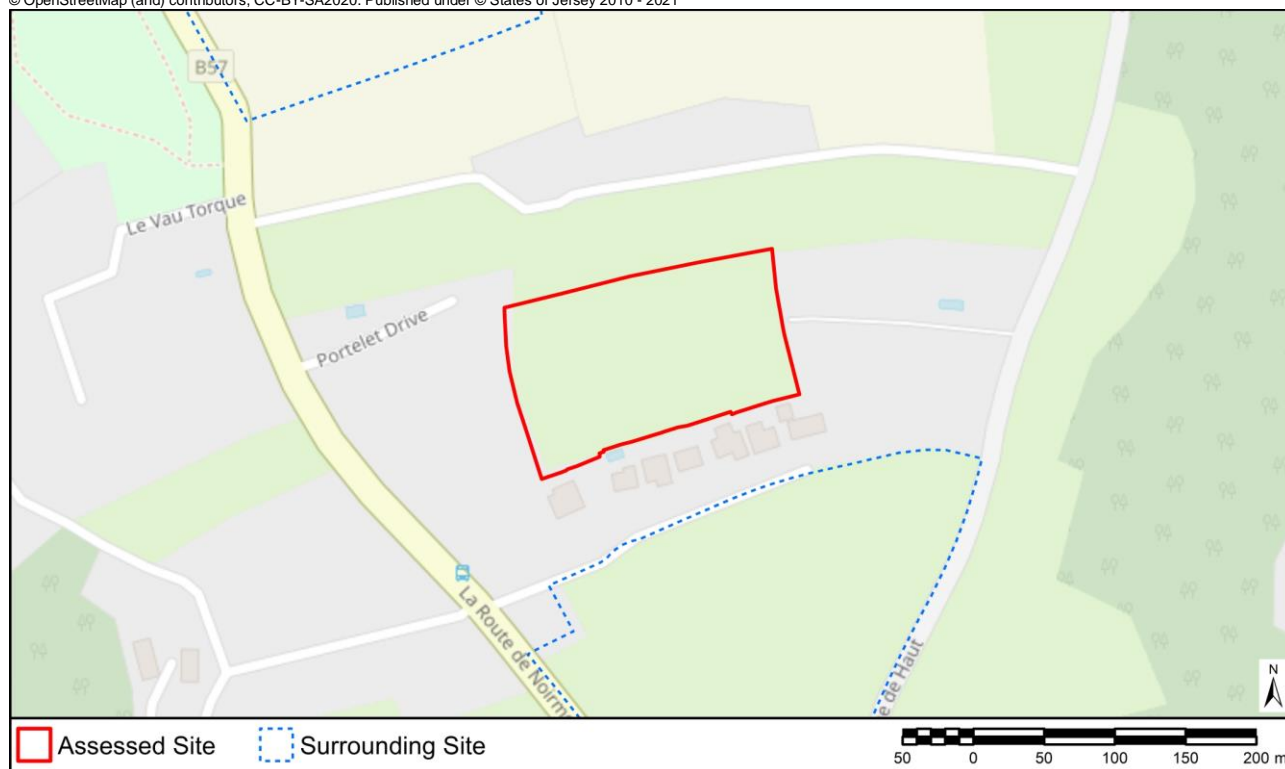 © OpenStreetMap (and) contributors, CC-BY-SA2020. Published under © States of Jersey 2010 - 2021
B57
Le Vau Torque
Portelet Drive
La Route de Noirm
e de Haut
N
Assessed Site
Surrounding Site
50 0 50 100 150 200 m